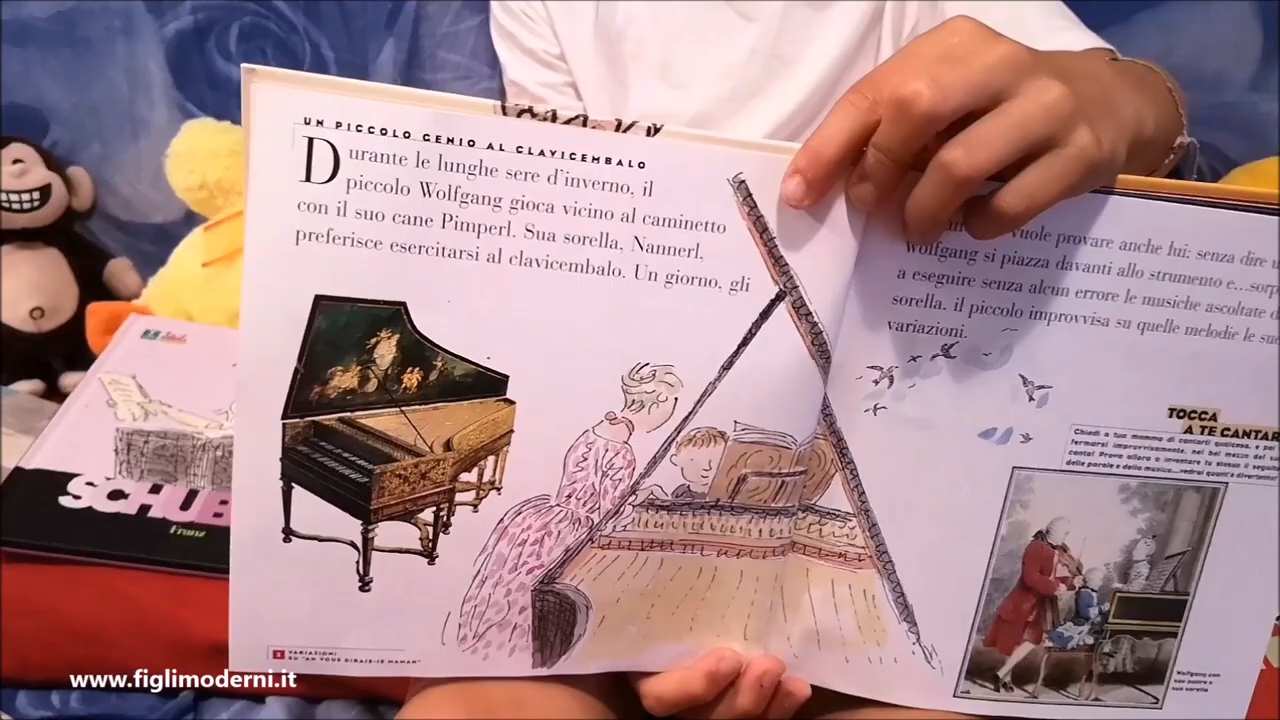 UN PICCOLO GENIO AL CLAVICEMBALO
Durante le lunghe sere d'inverno, il
piccolo Wolfgang gioca vicino al caminetto
con il suo cane Pimperl. Sua sorella, Nannerl,
preferisce esercitarsi al clavicembalo. Un giorno, gli
2 VARIAZIONI
SU "AH VOUS DIRAIS-JE MAMAN"
vuole provare anche lui: senza dire
Wolfgang si piazza davanti allo strumento e...sorp
a eseguire senza alcun errore le musiche ascoltate d
sorella. il piccolo improvvisa su quelle melodie le su
variazioni.
TOCCA
A TE CANTAR
Chiedi a tua mamma di cantarti qualcosa, e poi
fermarsi improvvisamente, nel bel mezzo del
canto! Prova allora a inventare tu stesso il segui
delle parole e della musica...vedrai quant'è divertente
Wolfgang con
suo padre e
sua sorella
SCHUB
Franz
www.figlimoderni.it